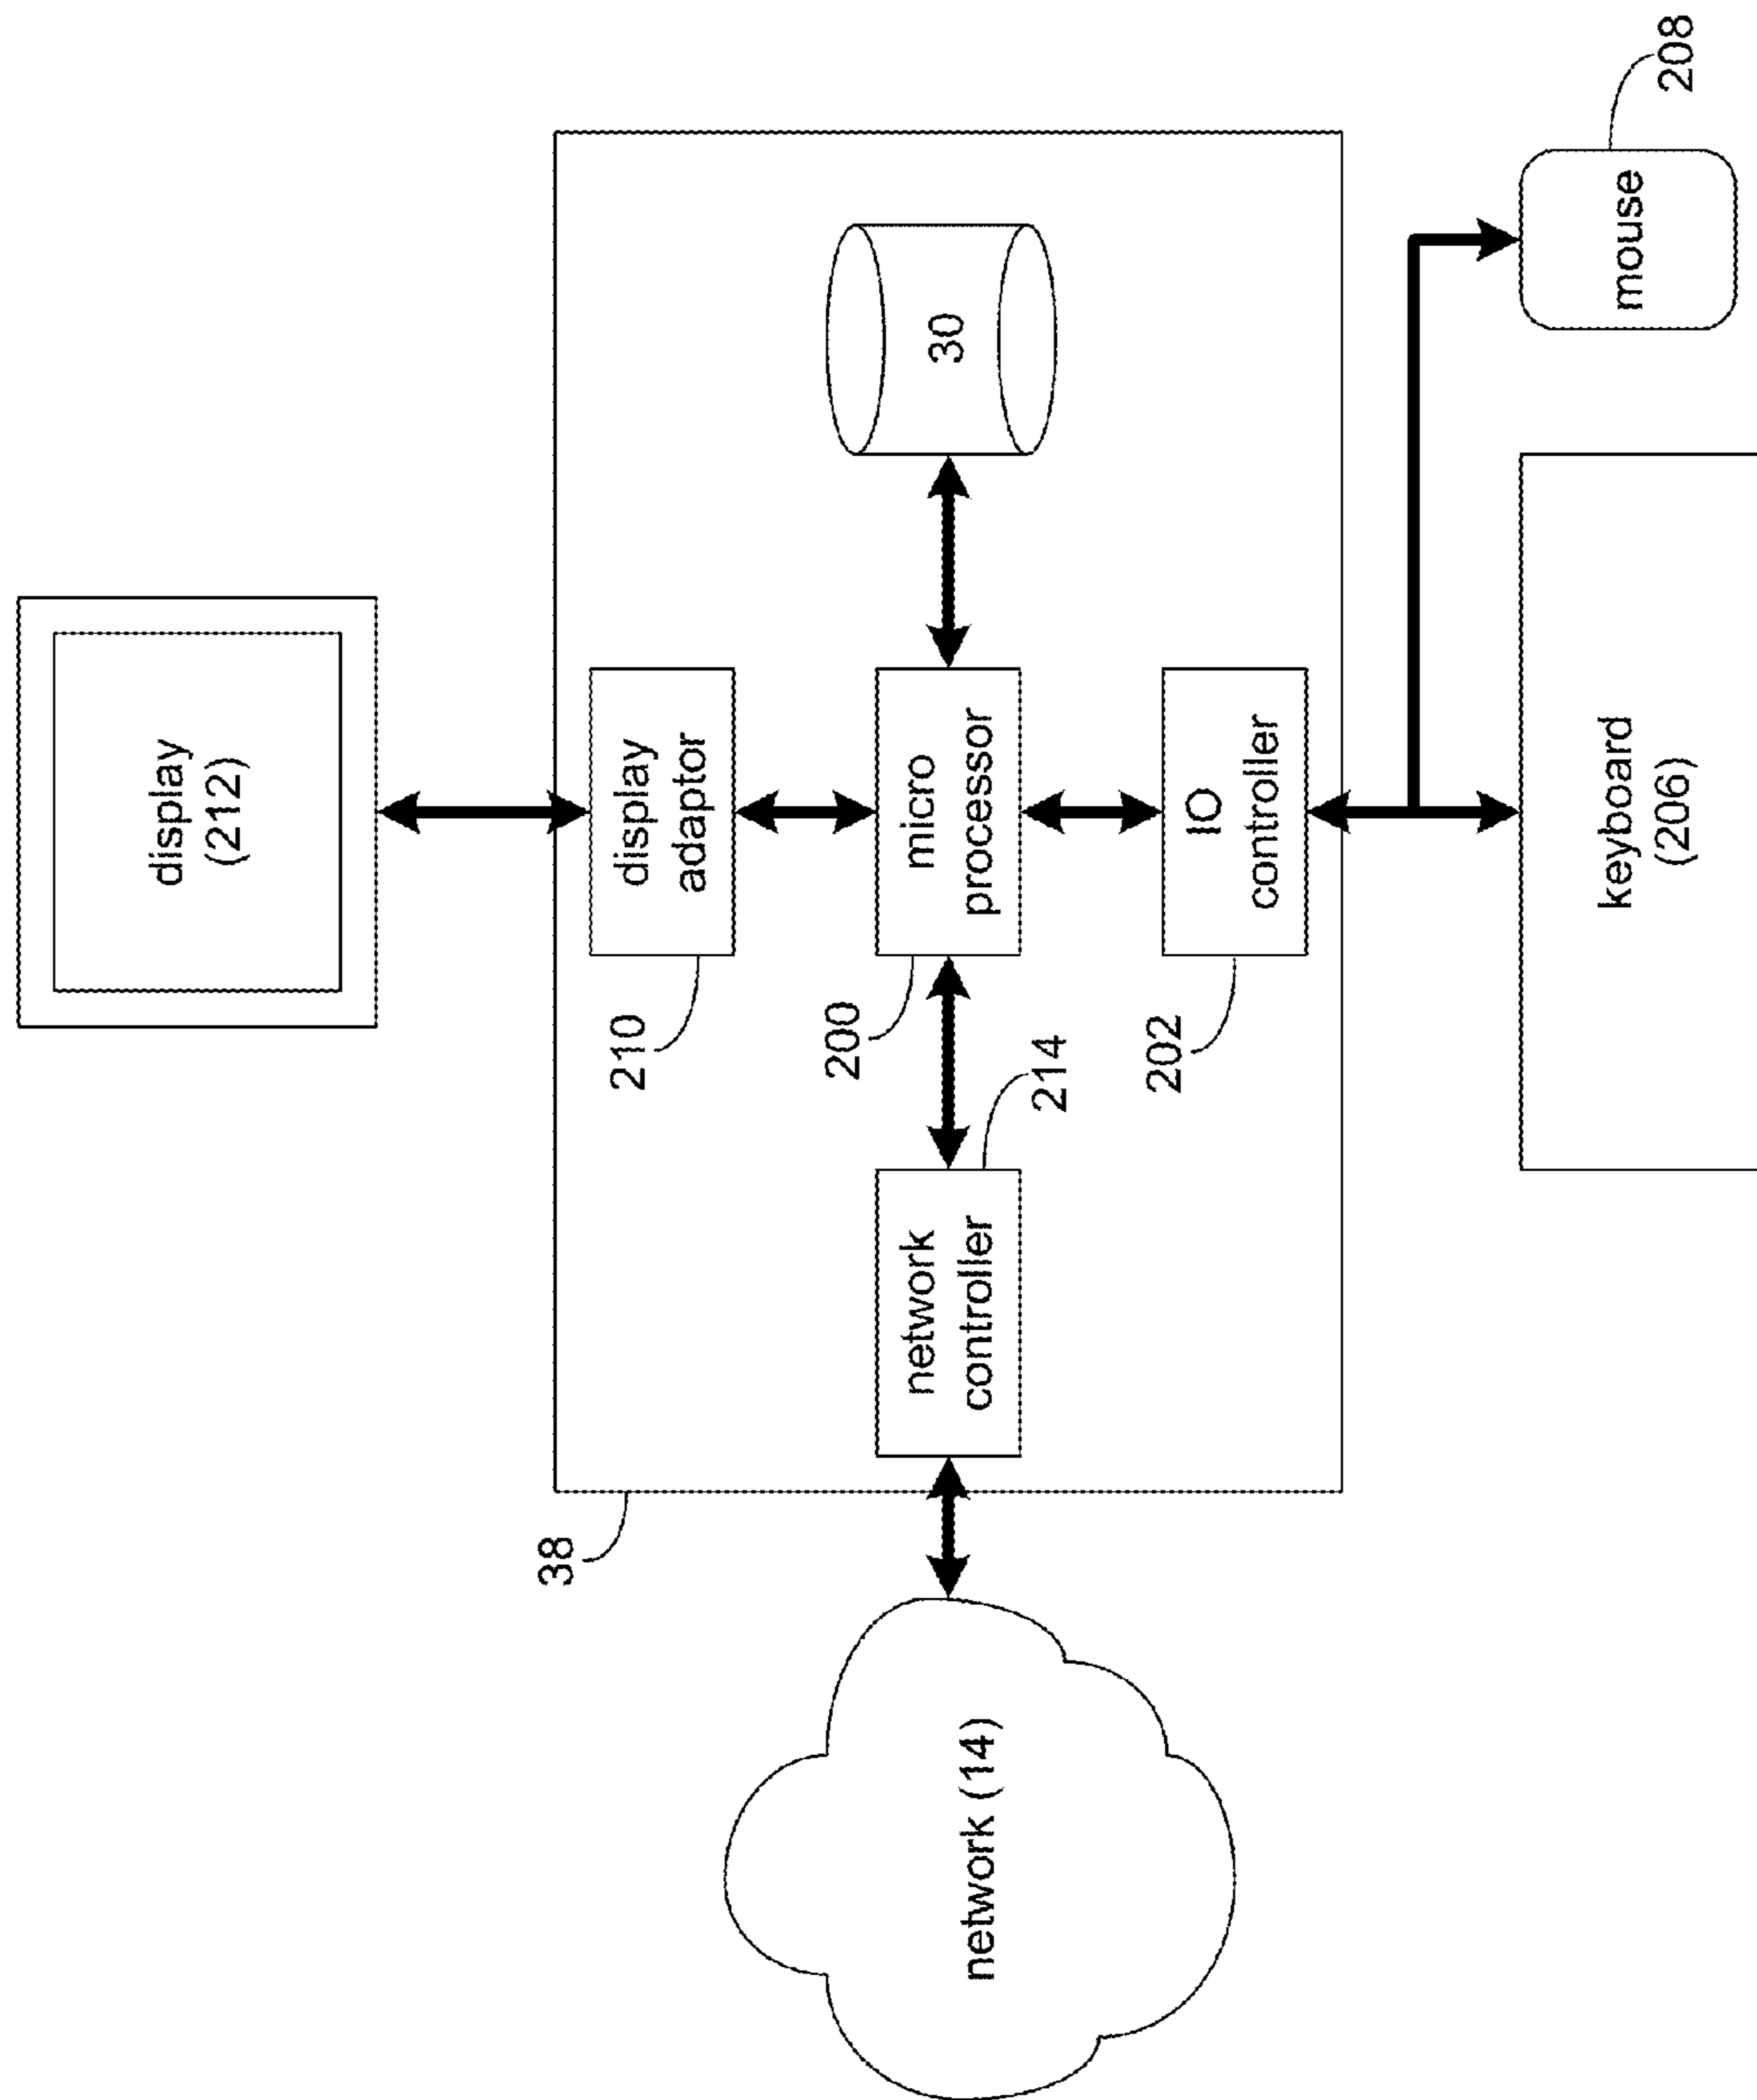 display
(212)
38
210
display
adaptor
200
micro
processor
30
network (14)
network
controller
214
202
IO
controller
keyboard
(206)
mouse
208